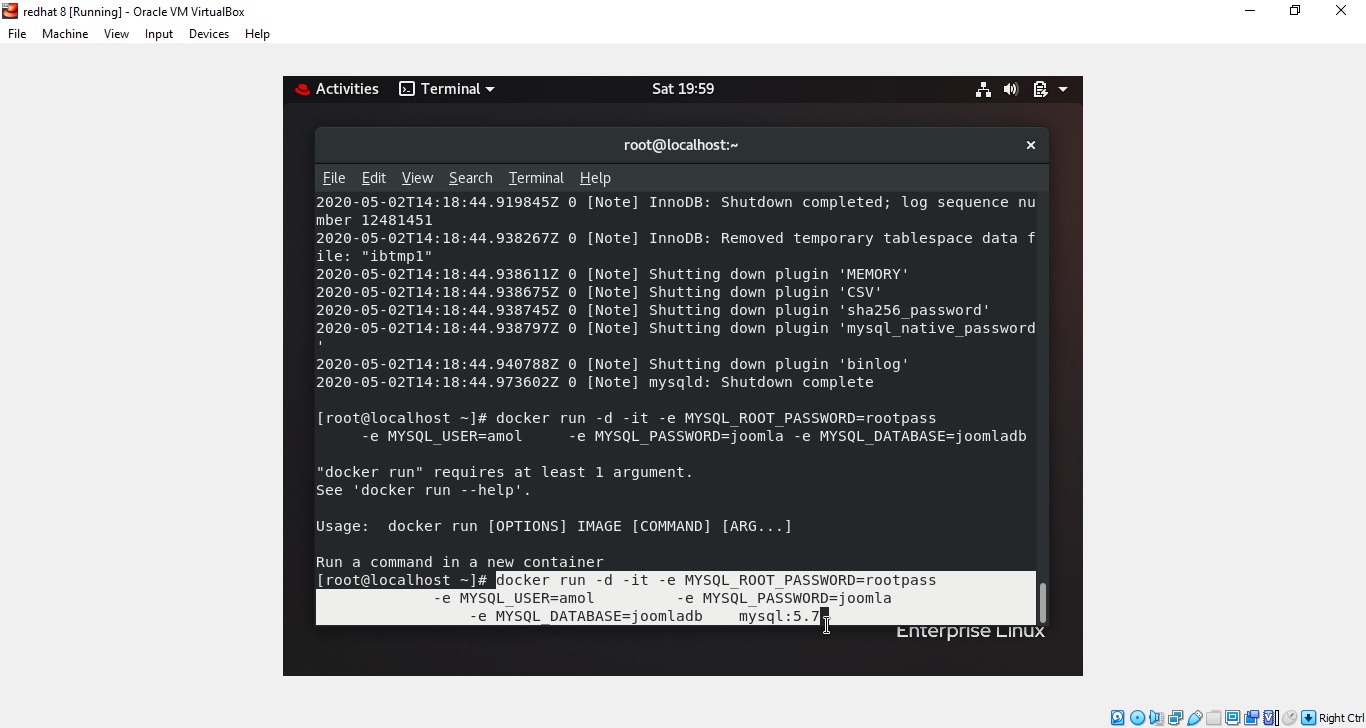 redhat 8 [Running] - Oracle VM VirtualBox
File Machine View Input Devices Help
Activities Terminal Sat 19:59
root@localhost:~
File Edit View Search Terminal Help
2020-05-02T14:18:44.919845Z 0 [Note] InnoDB: Shutdown completed; log sequence nu
mber 12481451
2020-05-02T14:18:44.938267Z 0 [Note] InnoDB: Removed temporary tablespace data f
ile: "ibtmp1"
2020-05-02T14:18:44.938611Z 0 [Note] Shutting down plugin 'MEMORY'
2020-05-02T14:18:44.938675Z 0 [Note] Shutting down plugin 'CSV'
2020-05-02T14:18:44.938745Z 0 [Note] Shutting down plugin 'sha256_password'
2020-05-02T14:18:44.938797Z 0 [Note] Shutting down plugin 'mysql_native_password
'
2020-05-02T14:18:44.940788Z 0 [Note] Shutting down plugin 'binlog'
2020-05-02T14:18:44.973602Z 0 [Note] mysqld: Shutdown complete
[root@localhost ~]# docker run -d -it -e MYSQL_ROOT_PASSWORD=rootpass
-e MYSQL_USER=amol -e MYSQL_PASSWORD=joomla -e MYSQL_DATABASE=joomladb
"docker run" requires at least 1 argument.
See 'docker run --help'.
Usage: docker run [OPTIONS] IMAGE [COMMAND] [ARG...]
Run a command in a new container
[root@localhost ~]# docker run -d -it -e MYSQL_ROOT_PASSWORD=rootpass
-e MYSQL_USER=amol -e MYSQL_PASSWORD=joomla
-e MYSQL_DATABASE=joomladb mysql:5.7
Enterprise Linux
Right Ctrl